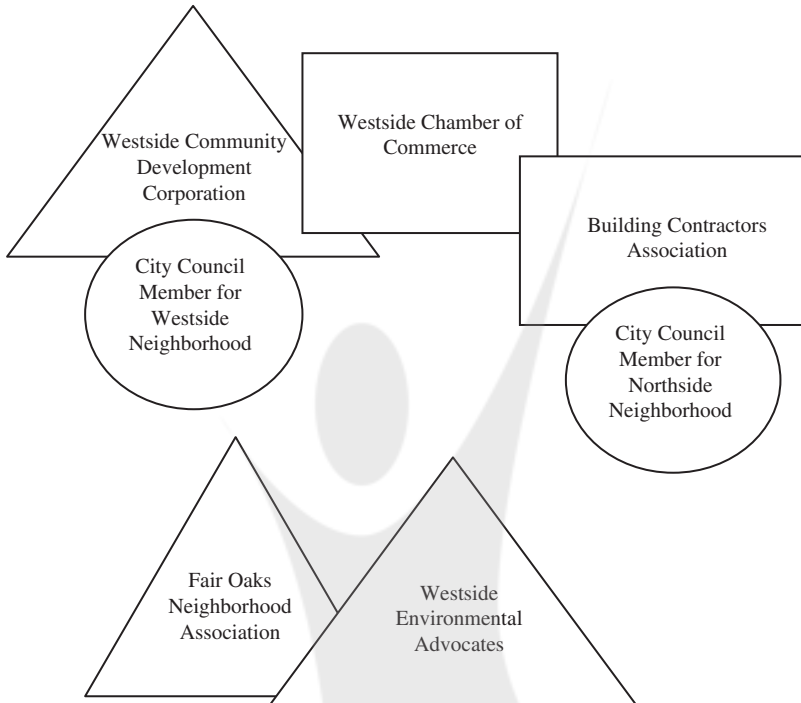 Westside Community
Development
Corporation
Westside Chamber of
Commerce
Building Contractors
Association
City Council
Member for
Westside
Neighborhood
City Council
Member for
Northside
Neighborhood
Fair Oaks
Neighborhood
Association
Westside
Environmental
Advocates